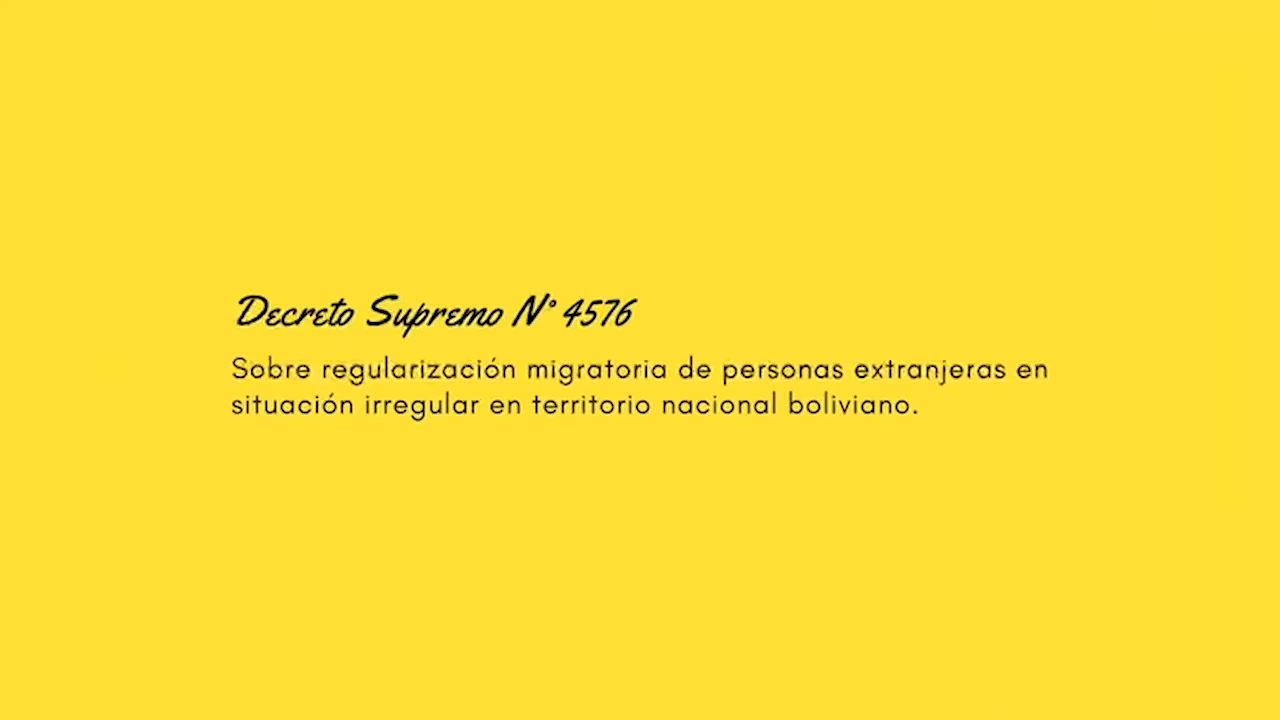 Decreto Supremo N° 4576
Sobre regularización migratoria de personas extranjeras en
situación irregular en territorio nacional boliviano.